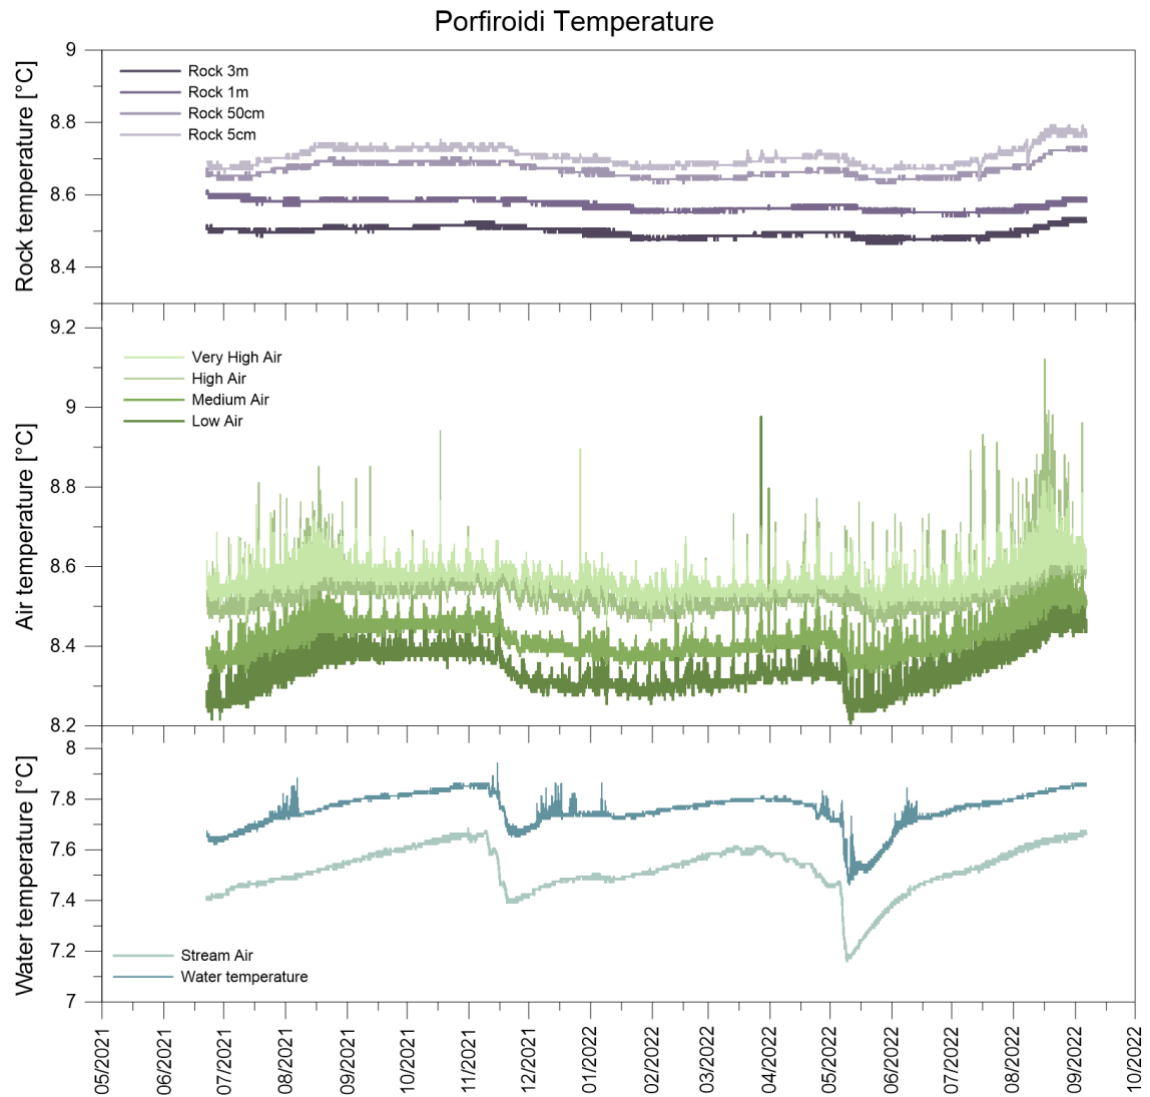 Porfiroidi Temperature
Rock temperature [°C]
9
8.8
8.6
8.4
Rock 3m
Rock 1m
Rock 50cm
Rock 5cm
Air temperature [°C]
9.2
9
8.8
8.6
8.4
8.2
Very High Air
High Air
Medium Air
Low Air
Water temperature [°C]
8
7.8
7.6
7.4
7.2
7
Stream Air
Water temperature
05/2021
06/2021
07/2021
08/2021
09/2021
10/2021
11/2021
12/2021
01/2022
02/2022
03/2022
04/2022
05/2022
06/2022
07/2022
08/2022
09/2022
10/2022